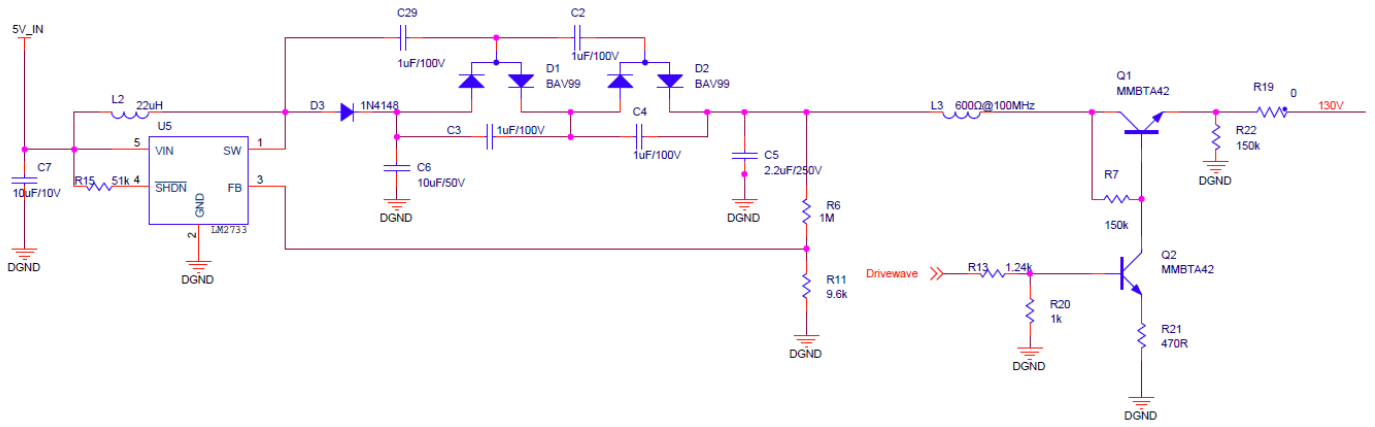 5V_IN
L2
22uH
C7
10uF/10V
R15
51k
U5
5
VIN
SW
1
4
SHDN
FB
3
GND
2
LM2733
DGND
DGND
C29
1uF/100V
C2
1uF/100V
D1
BAV99
D2
BAV99
D3
1N4148
C3
1uF/100V
C4
1uF/100V
C6
10uF/50V
DGND
C5
2.2uF/250V
DGND
R6
1M
R11
9.6k
DGND
L3
600Ω@100MHz
Q1
MMBTA42
R19
0
130V
R22
150k
DGND
R7
150k
Q2
MMBTA42
Drivewave
R13
1.24k
R20
1k
DGND
R21
470R
DGND